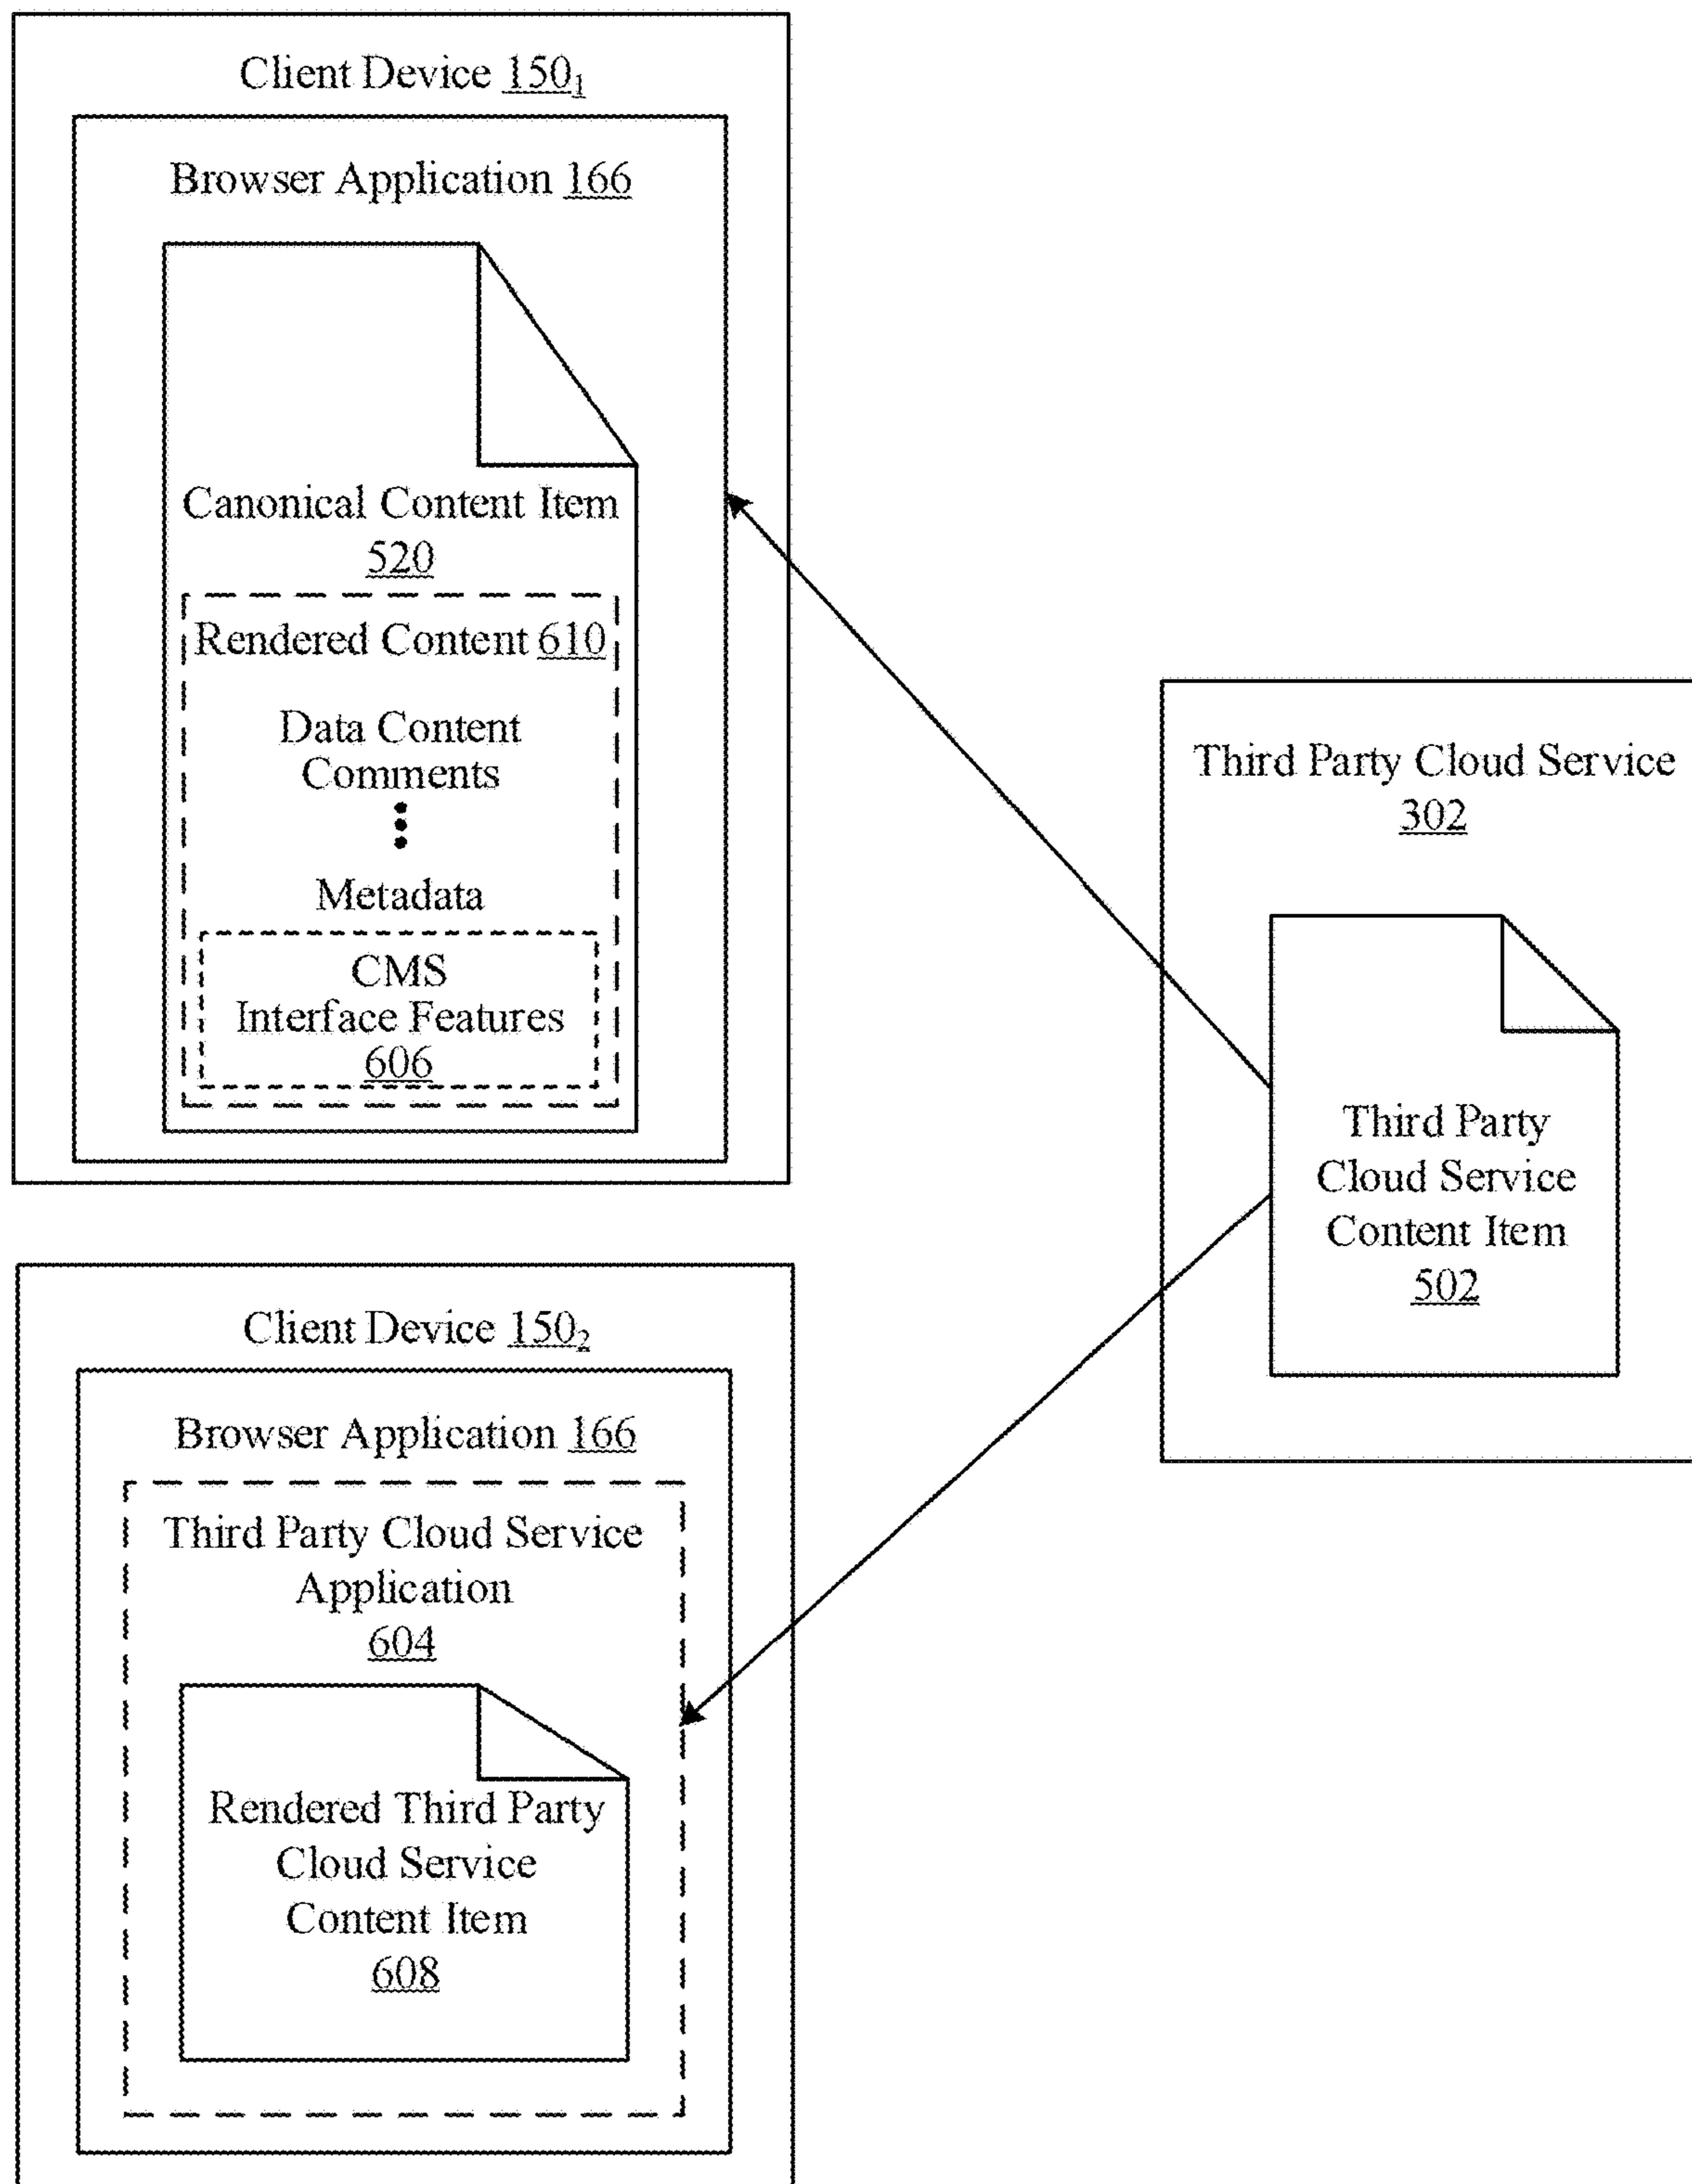 Client Device 150₁
Browser Application 166
Canonical Content Item
520
Rendered Content 610
Data Content
Comments
Metadata
CMS
Interface Features
606
Third Party Cloud Service
302
Third Party
Cloud Service
Content Item
502
Client Device 150₂
Browser Application 166
Third Party Cloud Service
Application
604
Rendered Third Party
Cloud Service
Content Item
608